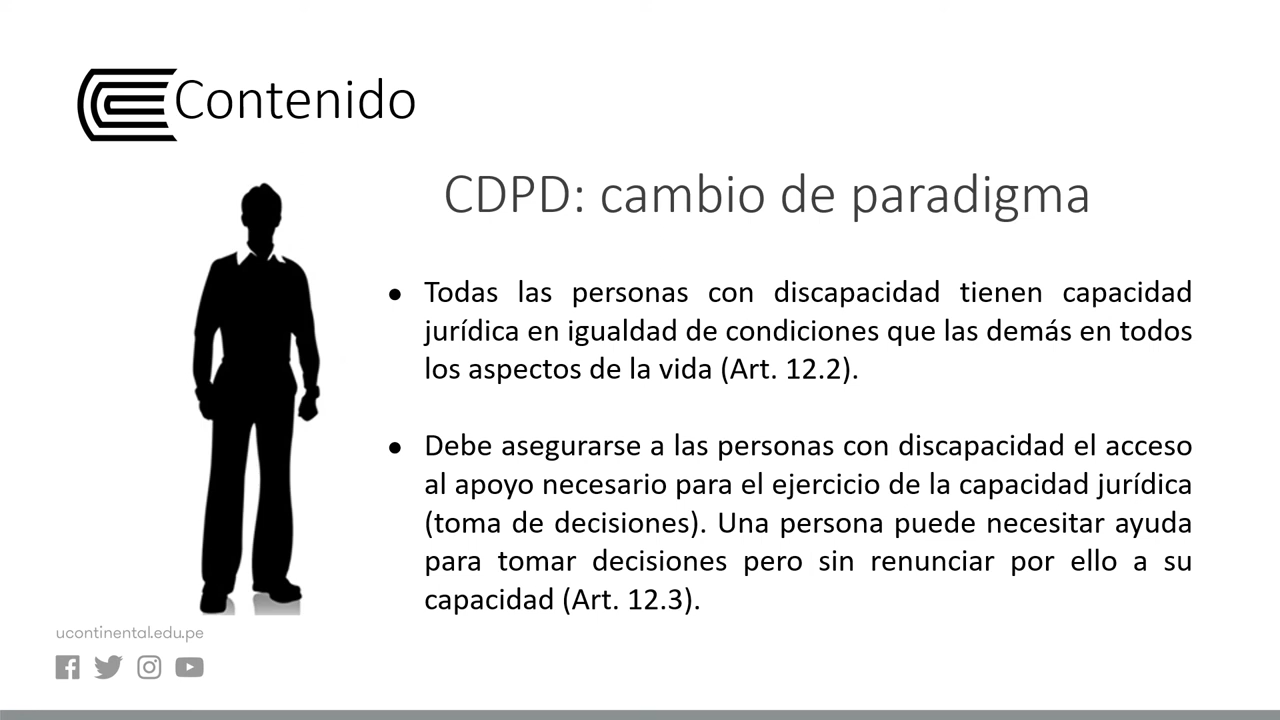 Contenido
CDPD: cambio de paradigma
● Todas las personas con discapacidad tienen capacidad
jurídica en igualdad de condiciones que las demás en todos
los aspectos de la vida (Art. 12.2).
● Debe asegurarse a las personas con discapacidad el acceso
al apoyo necesario para el ejercicio de la capacidad jurídica
(toma de decisiones). Una persona puede necesitar ayuda
para tomar decisiones pero sin renunciar por ello a su
capacidad (Art. 12.3).
ucontinental.edu.pe